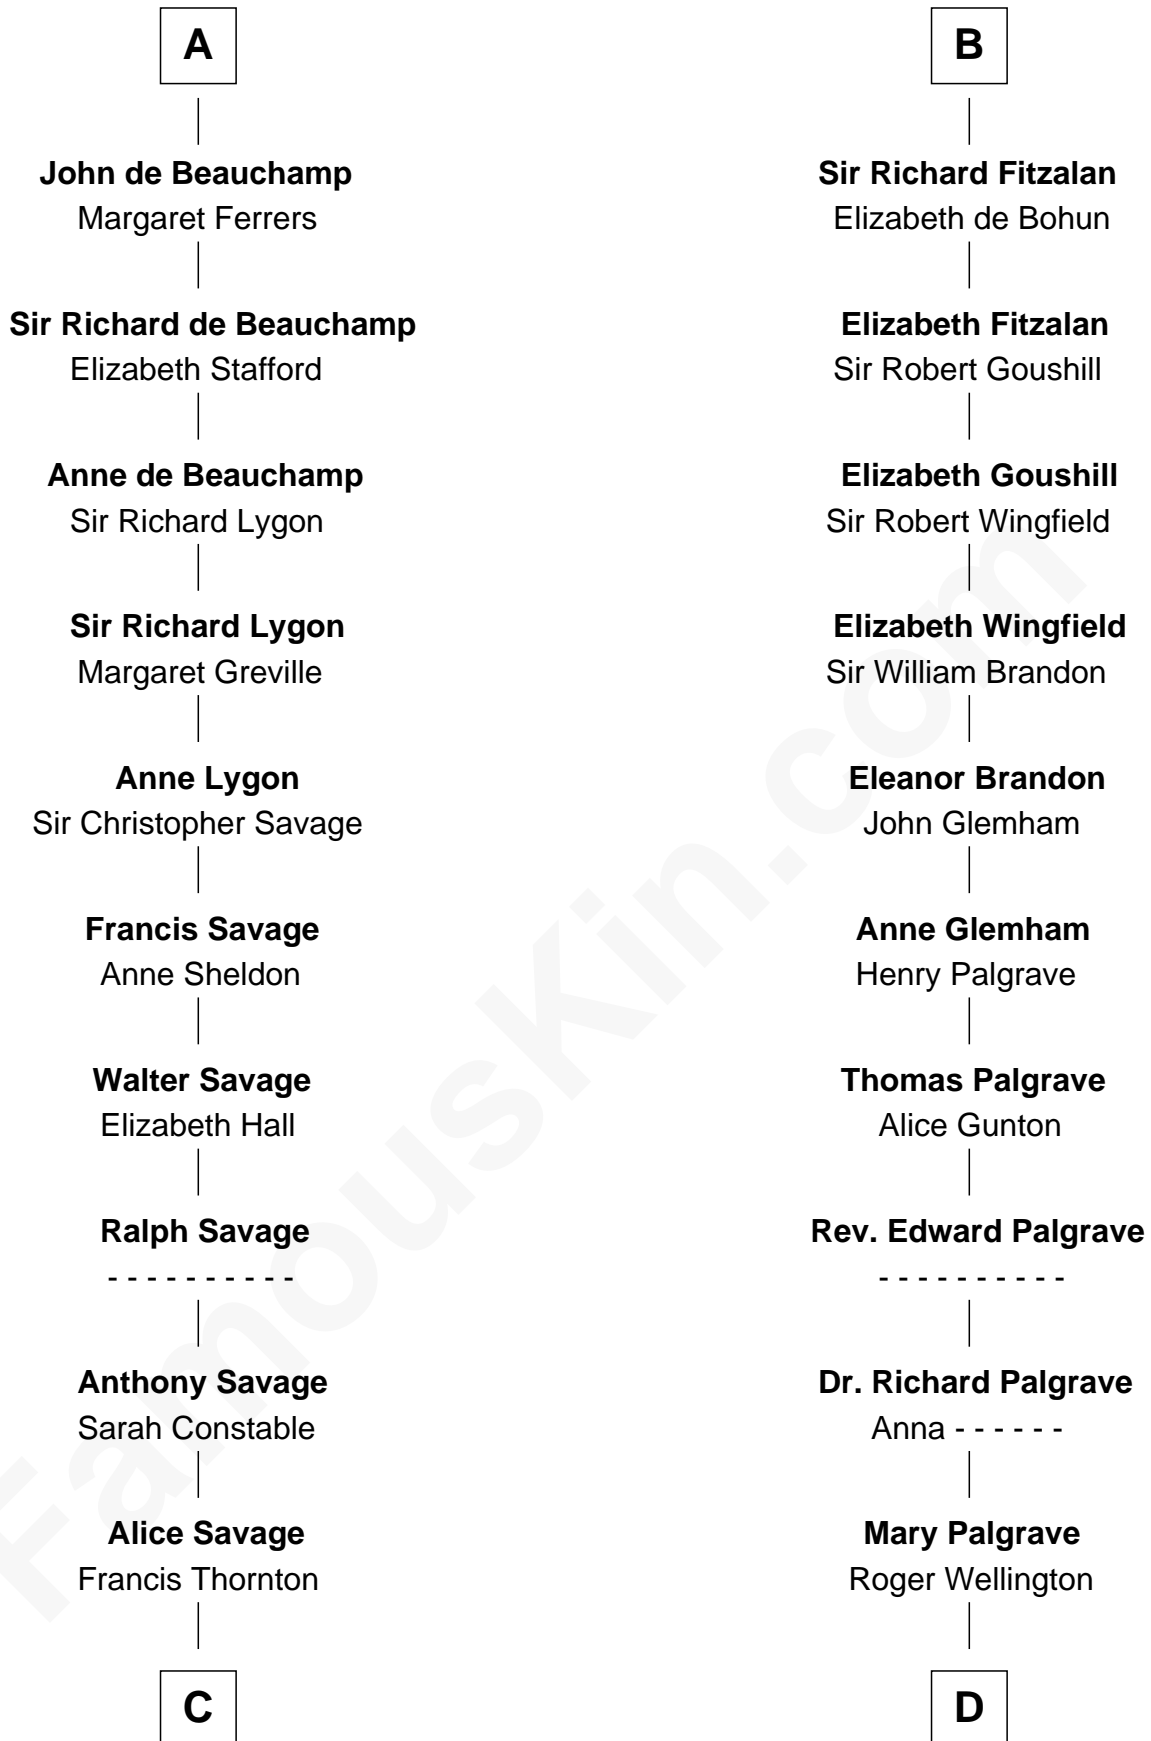 A
John de Beauchamp
Margaret Ferrers
Sir Richard de Beauchamp
Elizabeth Stafford
Anne de Beauchamp
Sir Richard Lygon
Sir Richard Lygon
Margaret Greville
Anne Lygon
Sir Christopher Savage
Francis Savage
Anne Sheldon
Walter Savage
Elizabeth Hall
Ralph Savage
- - - - - - - - - -
Anthony Savage
Sarah Constable
Alice Savage
Francis Thornton
C
B
Sir Richard Fitzalan
Elizabeth de Bohun
Elizabeth Fitzalan
Sir Robert Goushill
Elizabeth Goushill
Sir Robert Wingfield
Elizabeth Wingfield
Sir William Brandon
Eleanor Brandon
John Glemham
Anne Glemham
Henry Palgrave
Thomas Palgrave
Alice Gunton
Rev. Edward Palgrave
- - - - - - - - - -
Dr. Richard Palgrave
Anna - - - - - -
Mary Palgrave
Roger Wellington
D
FamousKin.com